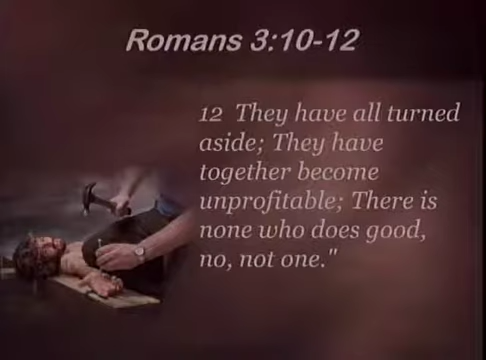 Romans 3:10-12
12 They have all turned
aside; They have
together become
unprofitable; There is
none who does good,
no, not one."